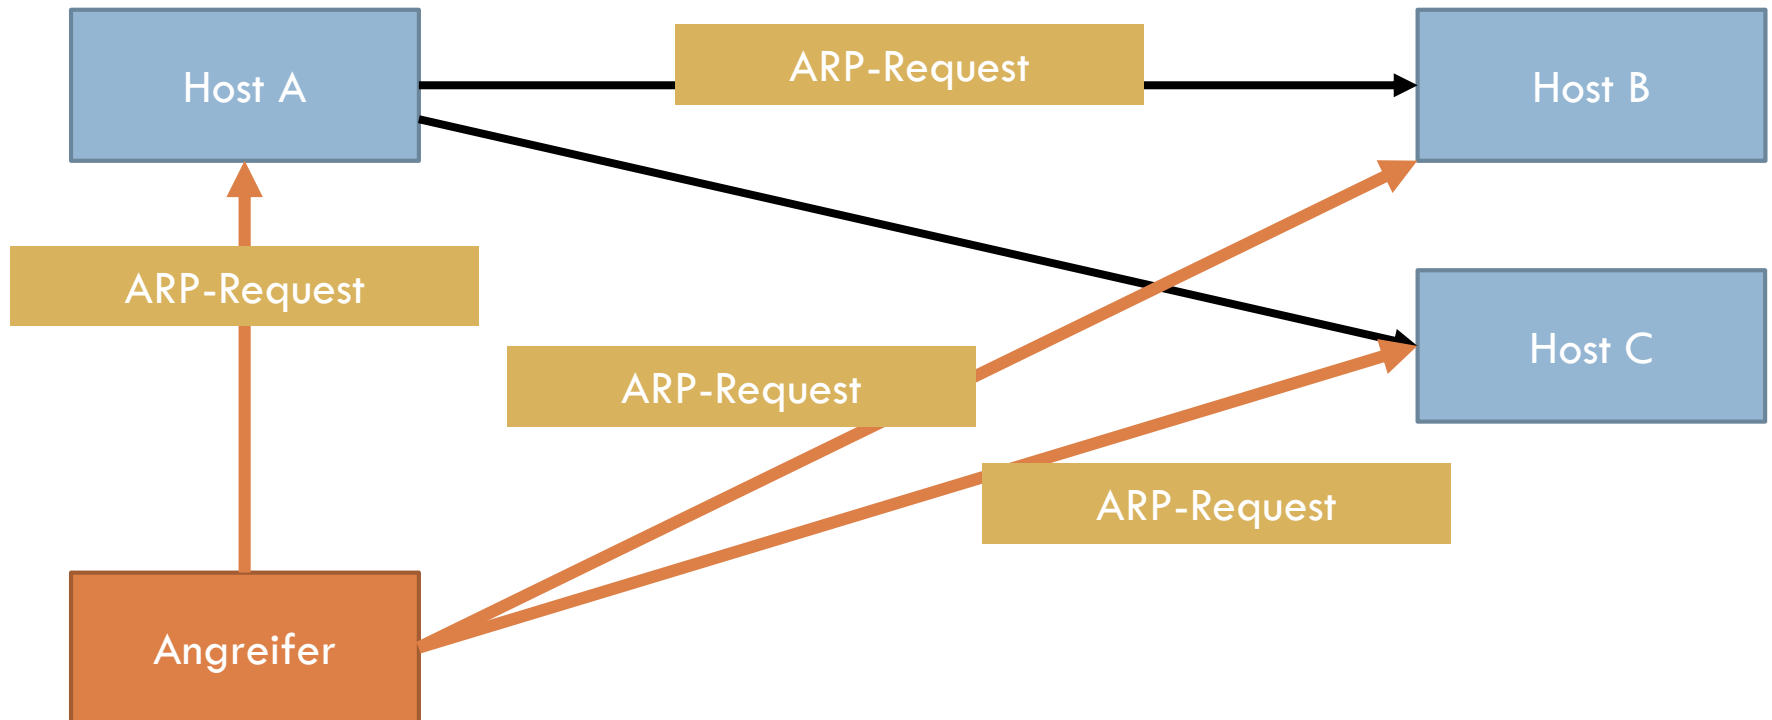 Host A
ARP-Request
Host B
ARP-Request
ARP-Request
Host C
ARP-Request
Angreifer